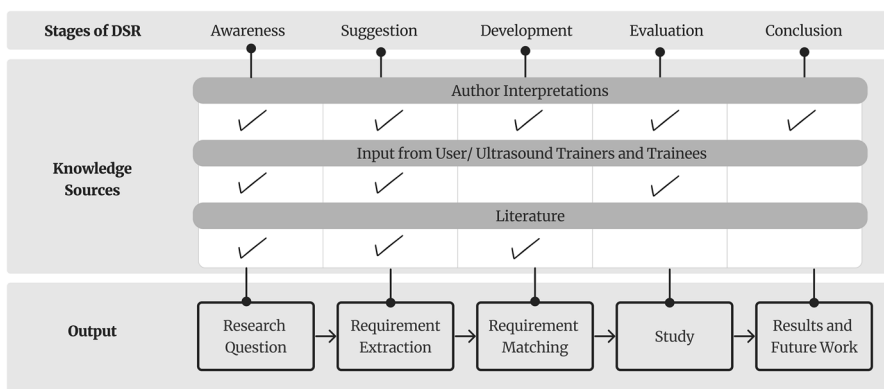 Stages of DSR
Awareness
Suggestion
Development
Evaluation
Conclusion
Knowledge
Sources
Author Interpretations
Input from User/ Ultrasound Trainers and Trainees
Literature
Output
Research
Question
Requirement
Extraction
Requirement
Matching
Study
Results and
Future Work